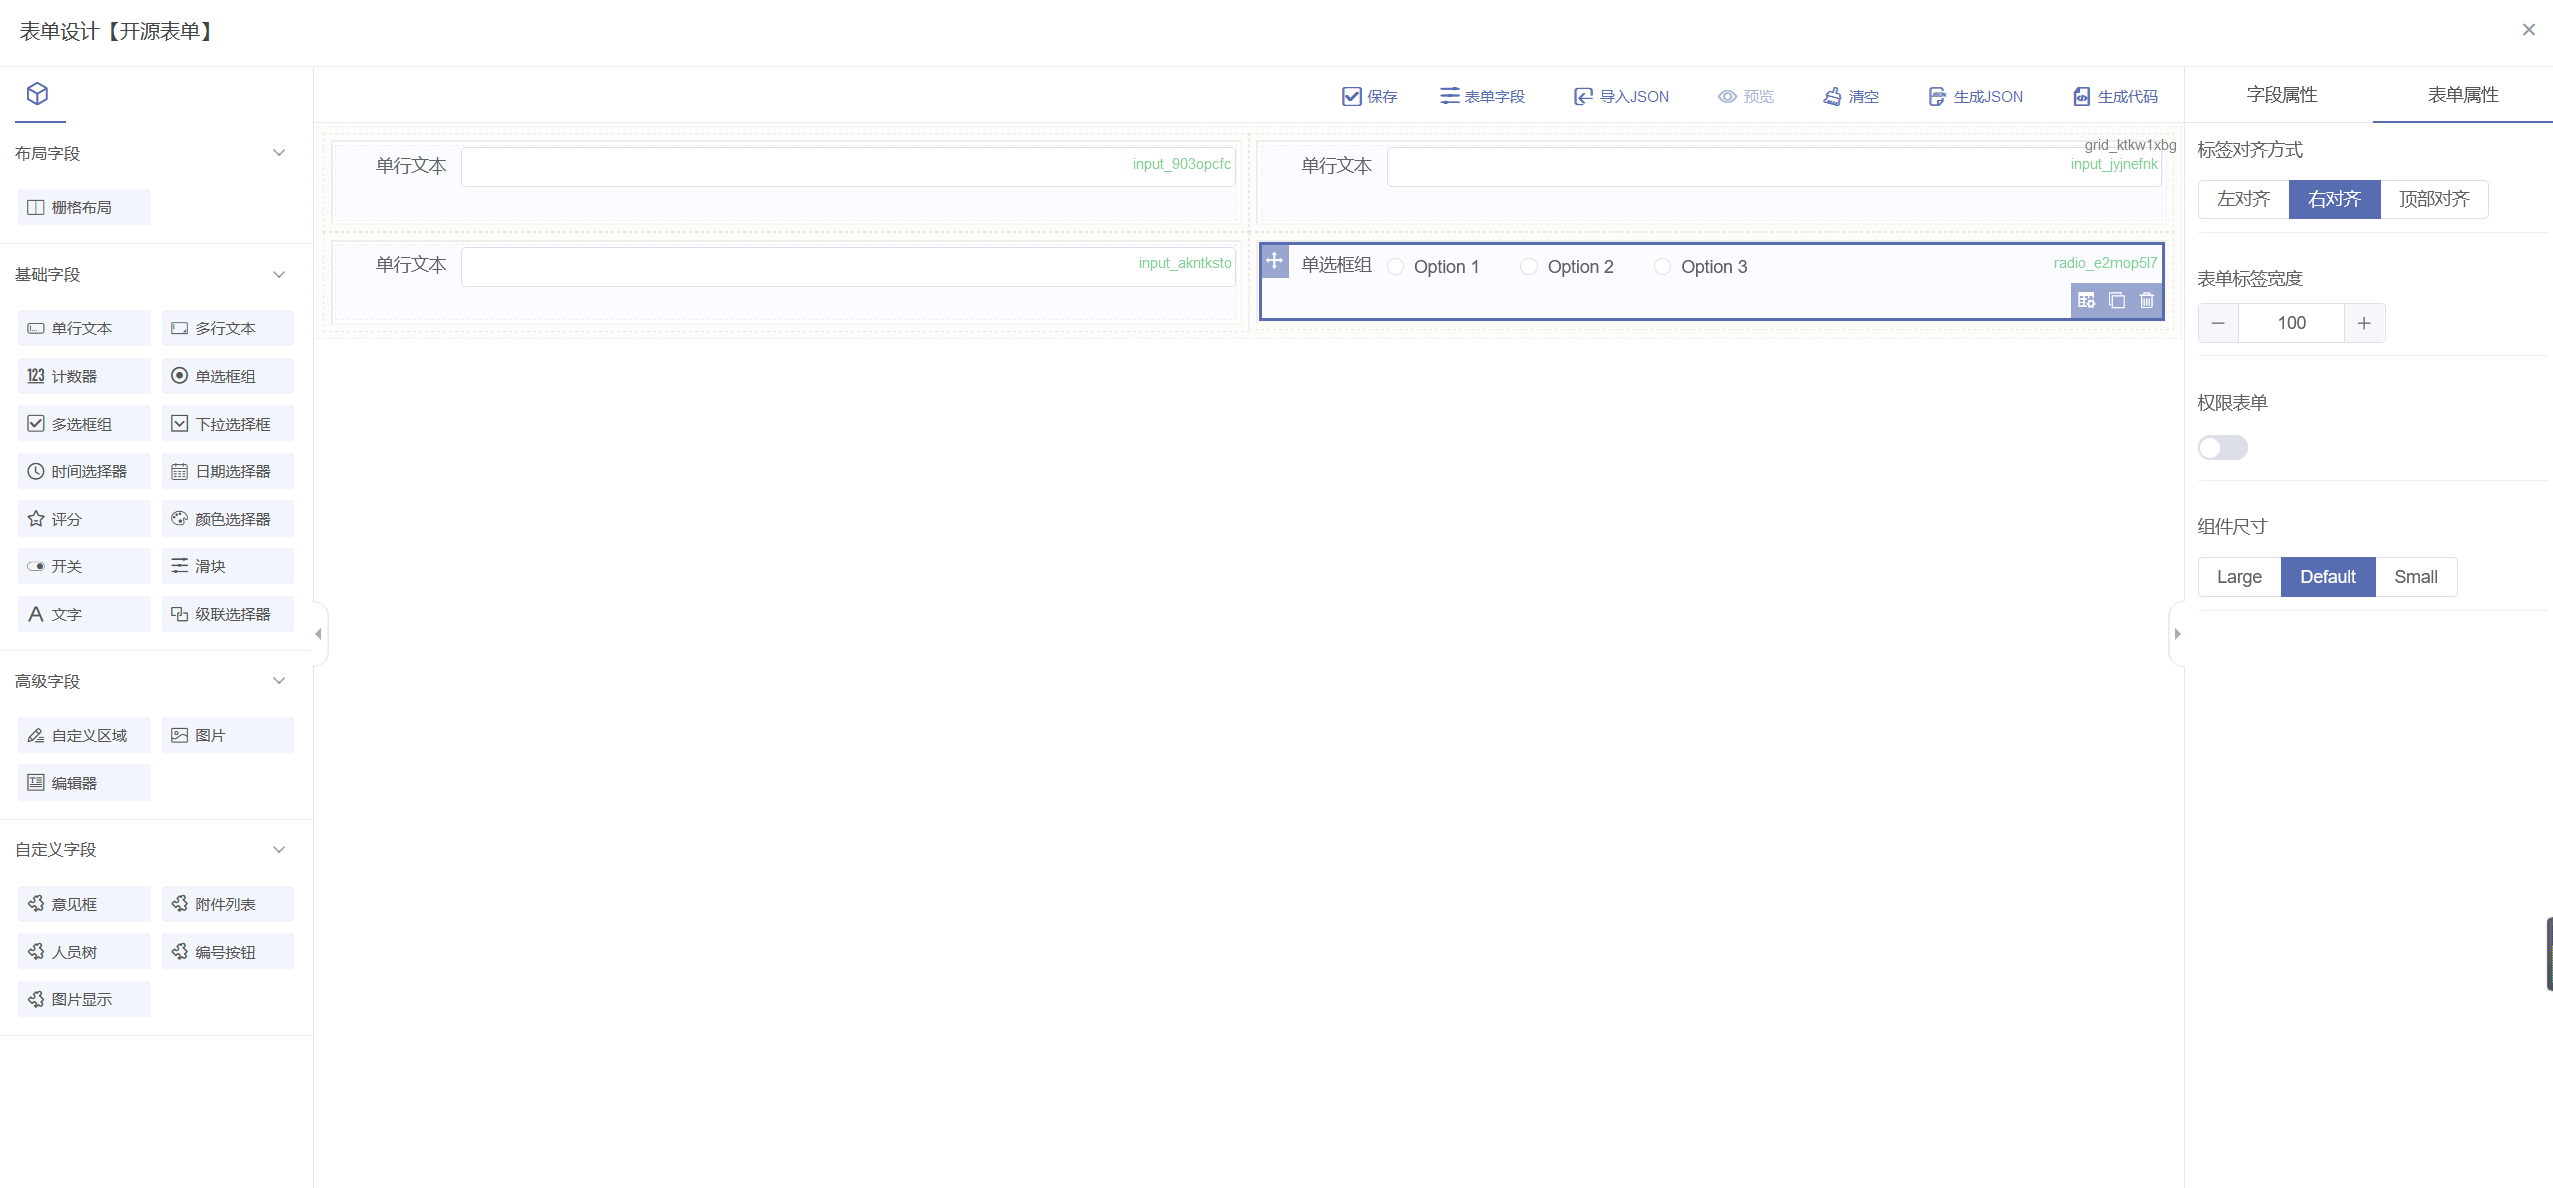 表单设计【开源表单】
保存 表单字段 导入JSON 预览 清空 生成JSON 生成代码
字段属性 表单属性
布局字段
栅格布局
基础字段
单行文本 多行文本
计数器 单选框组
多选框组 下拉选择框
时间选择器 日期选择器
评分 颜色选择器
开关 滑块
文字 级联选择器
高级字段
自定义区域 图片
编辑器
自定义字段
意见框 附件列表
人员树 编号按钮
图片显示
grid_ktkw1xbg
单行文本 input_903opcfc 单行文本 input_jyjnefnk
单行文本 input_akntksto 单选框组 Option 1 Option 2 Option 3 radio_e2mop5l7
标签对齐方式
左对齐 右对齐 顶部对齐
表单标签宽度
100
权限表单
组件尺寸
Large Default Small